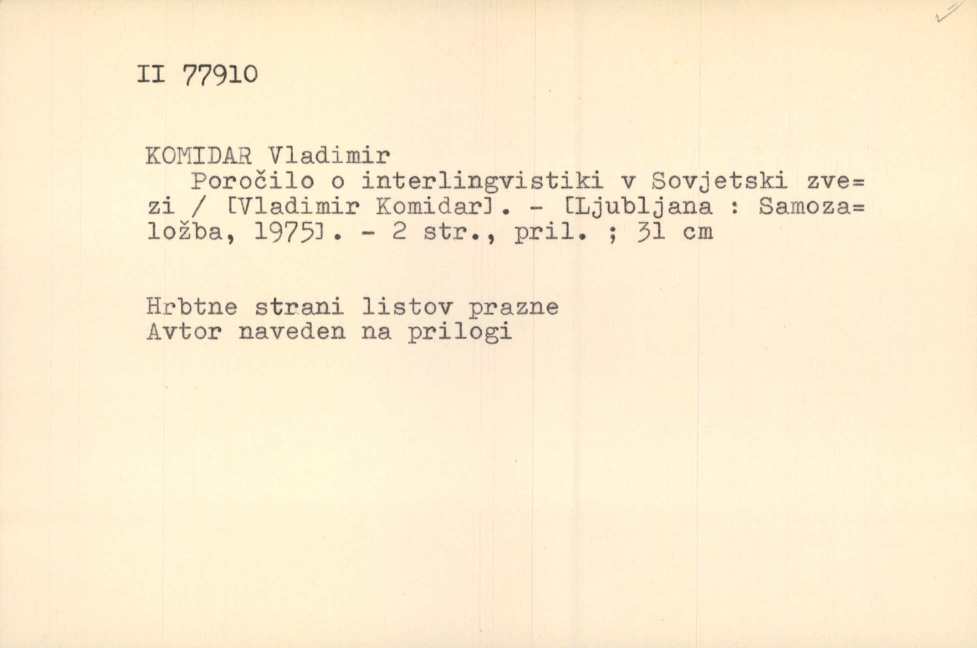 II 77910
KOMIDAR Vladimir
Poročilo o interlingvistiki v Sovjetski zve=
zi / [Vladimir Komidar]. - [Ljubljana : Samoza=
ložba, 1975]. - 2 str., pril. ; 31 cm
Hrbtne strani listov prazne
Avtor naveden na prilogi